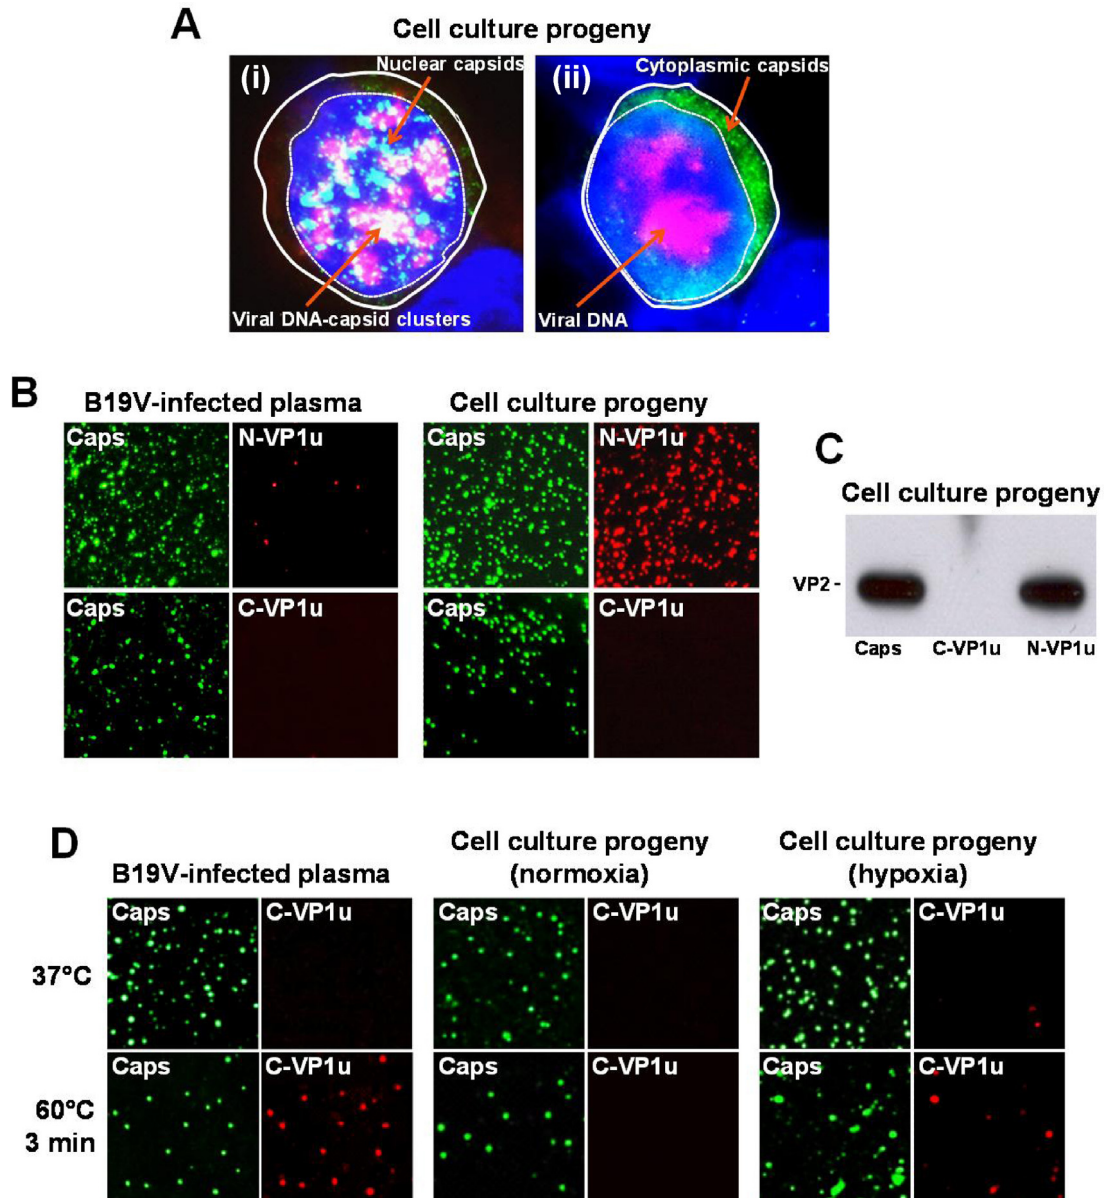 A
Cell culture progeny
(i)
Nuclear capsids
Viral DNA-capsid clusters
(ii)
Cytoplasmic capsids
Viral DNA
B
B19V-infected plasma
Cell culture progeny
Caps
N-VP1u
Caps
N-VP1u
Caps
C-VP1u
Caps
C-VP1u
C
Cell culture progeny
VP2 -
Caps
C-VP1u
N-VP1u
D
B19V-infected plasma
Cell culture progeny
(normoxia)
Cell culture progeny
(hypoxia)
37°C
Caps
C-VP1u
Caps
C-VP1u
Caps
C-VP1u
60°C
3 min
Caps
C-VP1u
Caps
C-VP1u
Caps
C-VP1u